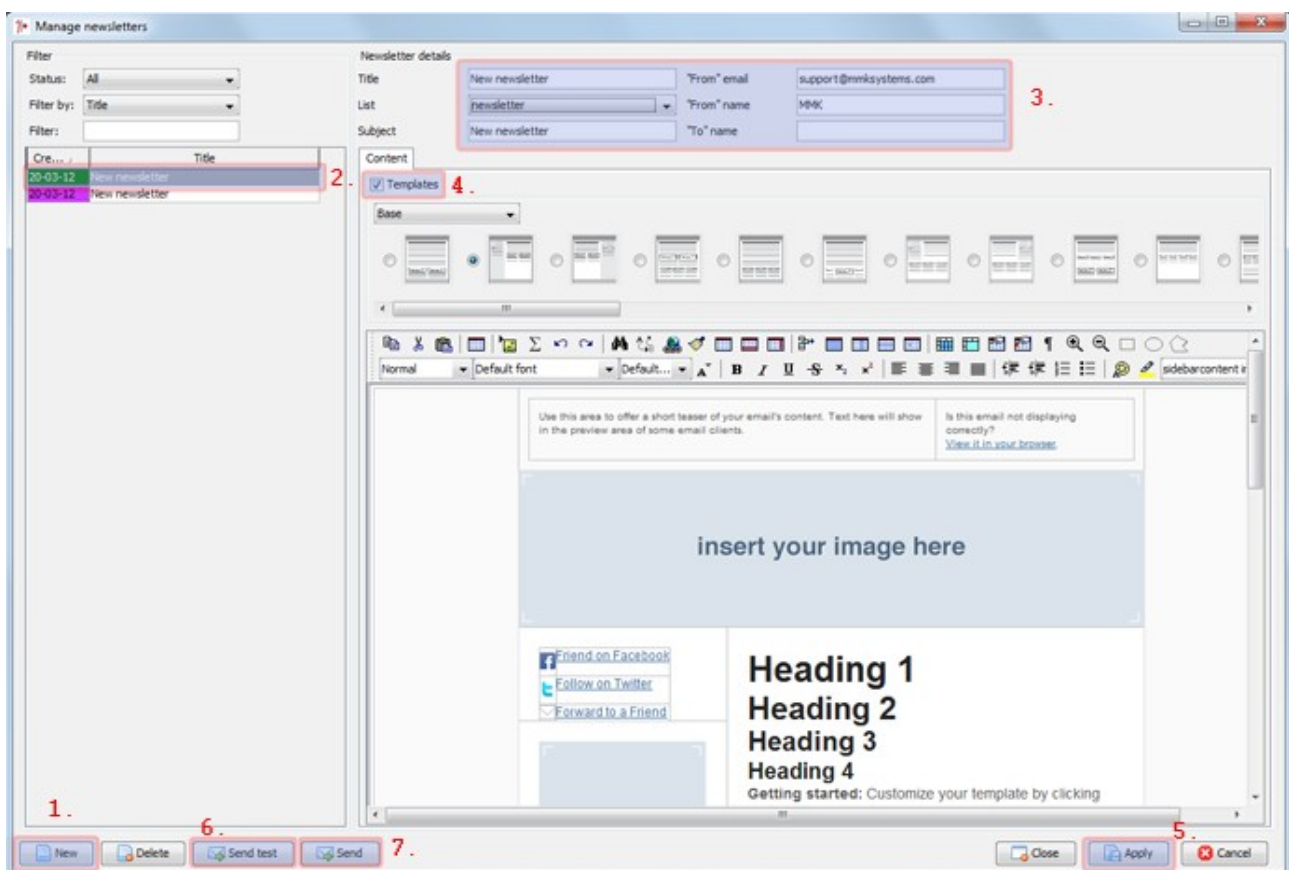 Manage newsletters
Filter
Status: All
Filter by: Title
Filter:
Cre... Title
20-03-12 New newsletter
20-03-12 New newsletter
2.
Newsletter details
Title New newsletter "From" email support@mmksystems.com
List newsletter "From" name MMK
Subject New newsletter "To" name
3.
Content
Templates 4.
Base
Normal Default font Default... B I U S sidebarcontent
Use this area to offer a short teaser of your email's content. Text here will show
in the preview area of some email clients.
Is this email not displaying
correctly?
View it in your browser.
insert your image here
Friend on Facebook
Follow on Twitter
Forward to a Friend
Heading 1
Heading 2
Heading 3
Heading 4
Getting started: Customize your template by clicking
1.
6.
5.
New Delete Send test Send 7. Close Apply Cancel